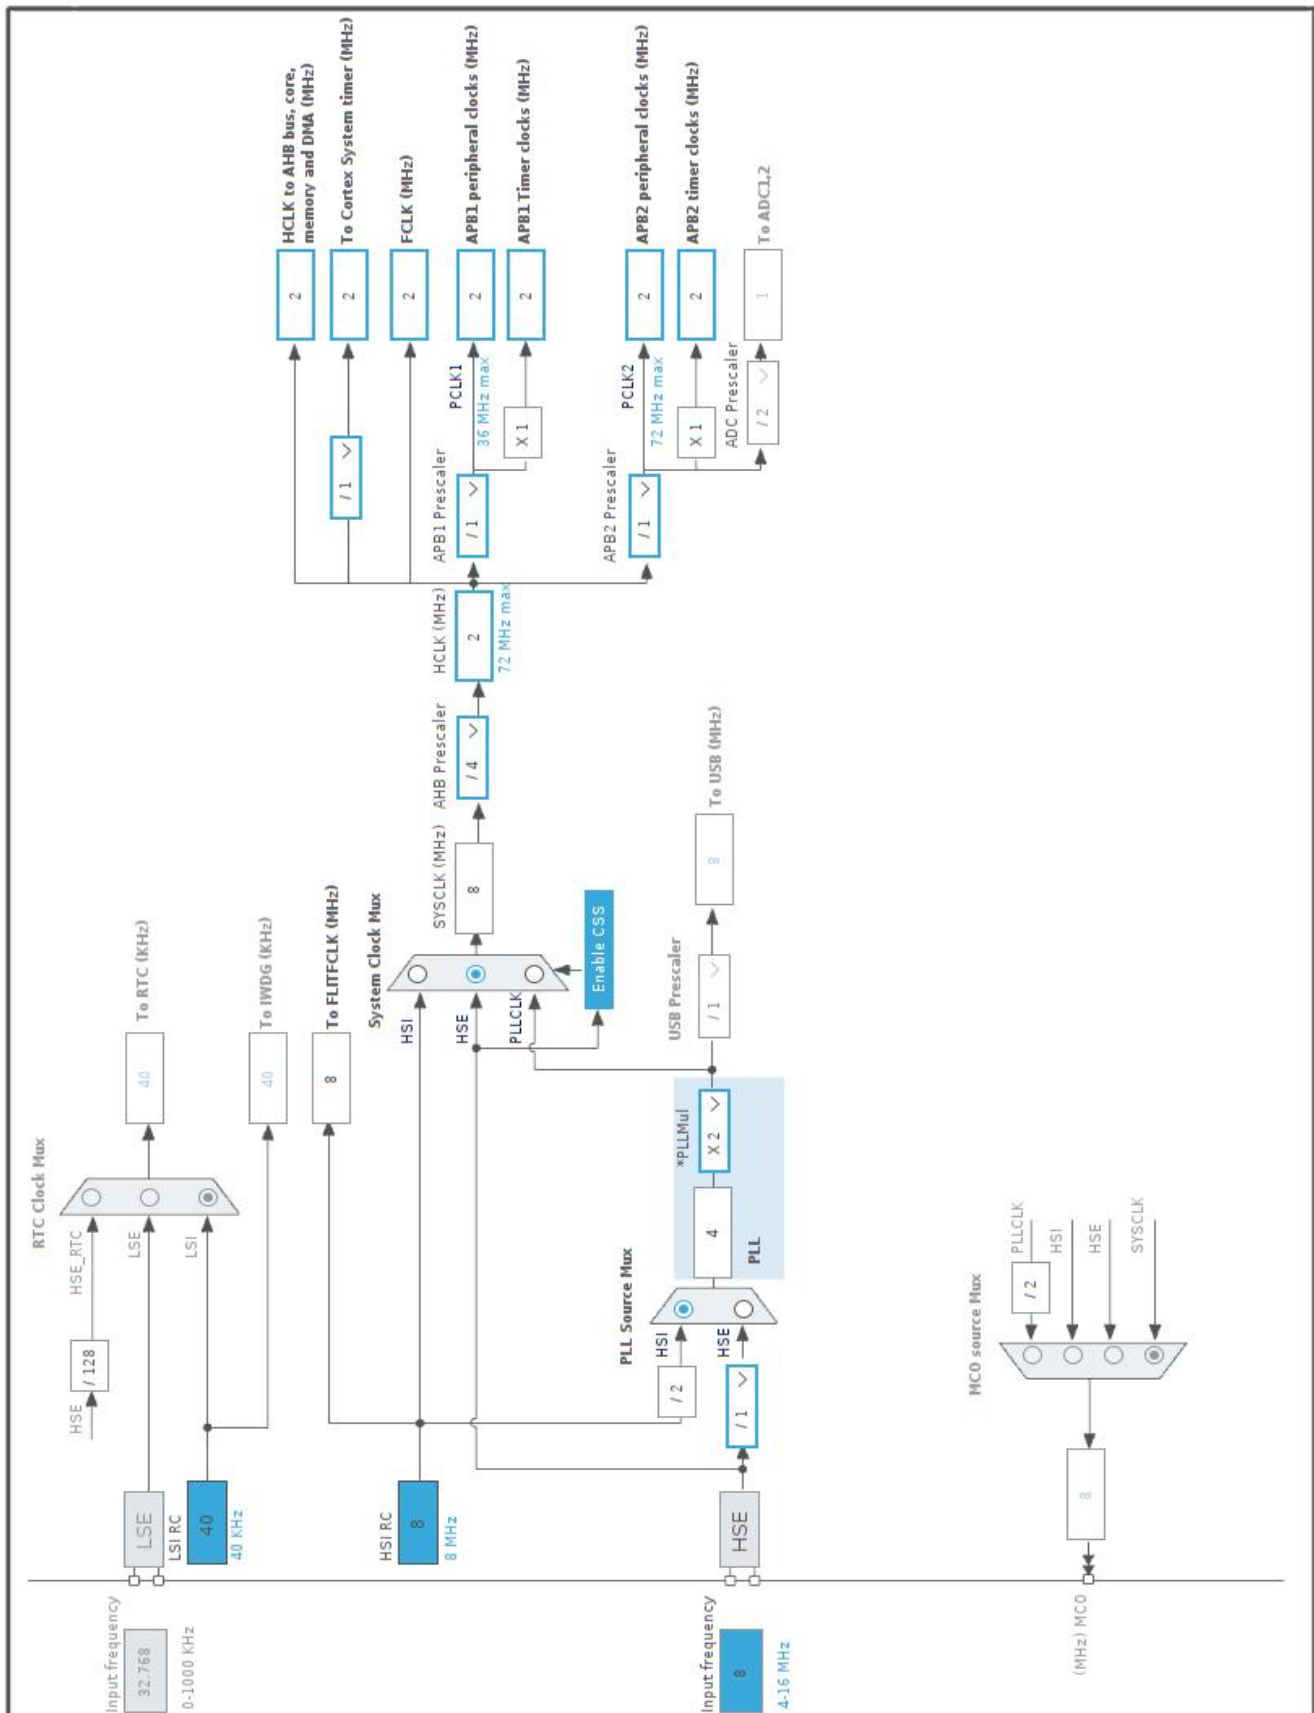 RTC Clock Mux
HSE
/ 128
HSE_RTC
LSE
LSI
40
To RTC (KHz)
Input frequency
32.768
0-1000 KHz
LSE
LSI RC
40
40 KHz
40
To IWDG (KHz)
8
To FLITFCLK (MHz)
HSI RC
8
8 MHz
System Clock Mux
HSI
HSE
PLLCLK
Enable CSS
SYSCLK (MHz)
8
AHB Prescaler
/ 4
HCLK (MHz)
2
72 MHz max
2
HCLK to AHB bus, core,
memory and DMA (MHz)
/ 1
2
To Cortex System timer (MHz)
2
FCLK (MHz)
APB1 Prescaler
/ 1
PCLK1
36 MHz max
2
APB1 peripheral clocks (MHz)
X 1
2
APB1 Timer clocks (MHz)
APB2 Prescaler
/ 1
PCLK2
72 MHz max
2
APB2 peripheral clocks (MHz)
X 1
2
APB2 timer clocks (MHz)
ADC Prescaler
/ 2
1
To ADC1,2
PLL Source Mux
/ 2
HSI
HSE
/ 1
4
*PLLMul
X 2
PLL
USB Prescaler
/ 1
8
To USB (MHz)
Input frequency
8
4-16 MHz
HSE
MCO source Mux
(MHz) MCO
8
/ 2
PLLCLK
HSI
HSE
SYSCLK